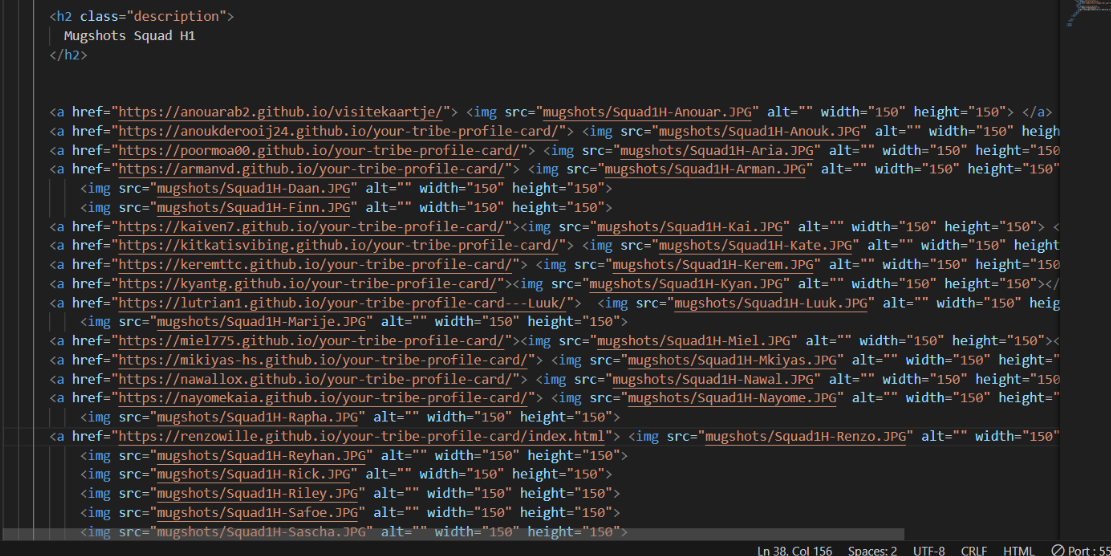 <h2 class="description">
Mugshots Squad H1
</h2>
<a href="https://anouarab2.github.io/visitekaartje/"> <img src="mugshots/Squad1H-Anouar.JPG" alt="" width="150" height="150"> </a>
<a href="https://anoukderooij24.github.io/your-tribe-profile-card/"> <img src="mugshots/Squad1H-Anouk.JPG" alt="" width="150" heigh
<a href="https://poormoa00.github.io/your-tribe-profile-card/"> <img src="mugshots/Squad1H-Aria.JPG" alt="" width="150" height="150
<a href="https://armanvd.github.io/your-tribe-profile-card/"> <img src="mugshots/Squad1H-Arman.JPG" alt="" width="150" height="150"
<img src="mugshots/Squad1H-Daan.JPG" alt="" width="150" height="150">
<img src="mugshots/Squad1H-Finn.JPG" alt="" width="150" height="150">
<a href="https://kaiven7.github.io/your-tribe-profile-card/"><img src="mugshots/Squad1H-Kai.JPG" alt="" width="150" height="150"> <
<a href="https://kitkatisvibing.github.io/your-tribe-profile-card/"> <img src="mugshots/Squad1H-Kate.JPG" alt="" width="150" height
<a href="https://keremttc.github.io/your-tribe-profile-card/"> <img src="mugshots/Squad1H-Kerem.JPG" alt="" width="150" height="150
<a href="https://kyantg.github.io/your-tribe-profile-card/"><img src="mugshots/Squad1H-Kyan.JPG" alt="" width="150" height="150"></
<a href="https://lutrian1.github.io/your-tribe-profile-card---Luuk/">  <img src="mugshots/Squad1H-Luuk.JPG" alt="" width="150" heig
<img src="mugshots/Squad1H-Marije.JPG" alt="" width="150" height="150">
<a href="https://miel775.github.io/your-tribe-profile-card/"><img src="mugshots/Squad1H-Miel.JPG" alt="" width="150" height="150"><
<a href="https://mikiyas-hs.github.io/your-tribe-profile-card/"> <img src="mugshots/Squad1H-Mkiyas.JPG" alt="" width="150" height="
<a href="https://nawallox.github.io/your-tribe-profile-card/"> <img src="mugshots/Squad1H-Nawal.JPG" alt="" width="150" height="150
<a href="https://nayomekaia.github.io/your-tribe-profile-card/"> <img src="mugshots/Squad1H-Nayome.JPG" alt="" width="150" height="
<img src="mugshots/Squad1H-Rapha.JPG" alt="" width="150" height="150">
<a href="https://renzowille.github.io/your-tribe-profile-card/index.html"> <img src="mugshots/Squad1H-Renzo.JPG" alt="" width="150"
<img src="mugshots/Squad1H-Reyhan.JPG" alt="" width="150" height="150">
<img src="mugshots/Squad1H-Rick.JPG" alt="" width="150" height="150">
<img src="mugshots/Squad1H-Riley.JPG" alt="" width="150" height="150">
<img src="mugshots/Squad1H-Safoe.JPG" alt="" width="150" height="150">
<img src="mugshots/Squad1H-Sascha.JPG" alt="" width="150" height="150">
Ln 38, Col 156 Spaces: 2 UTF-8 CRLF HTML Port : 55